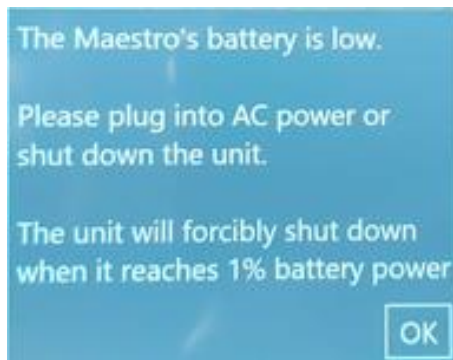 The Maestro's battery is low.
Please plug into AC power or
shut down the unit.
The unit will forcibly shut down
when it reaches 1% battery power
OK